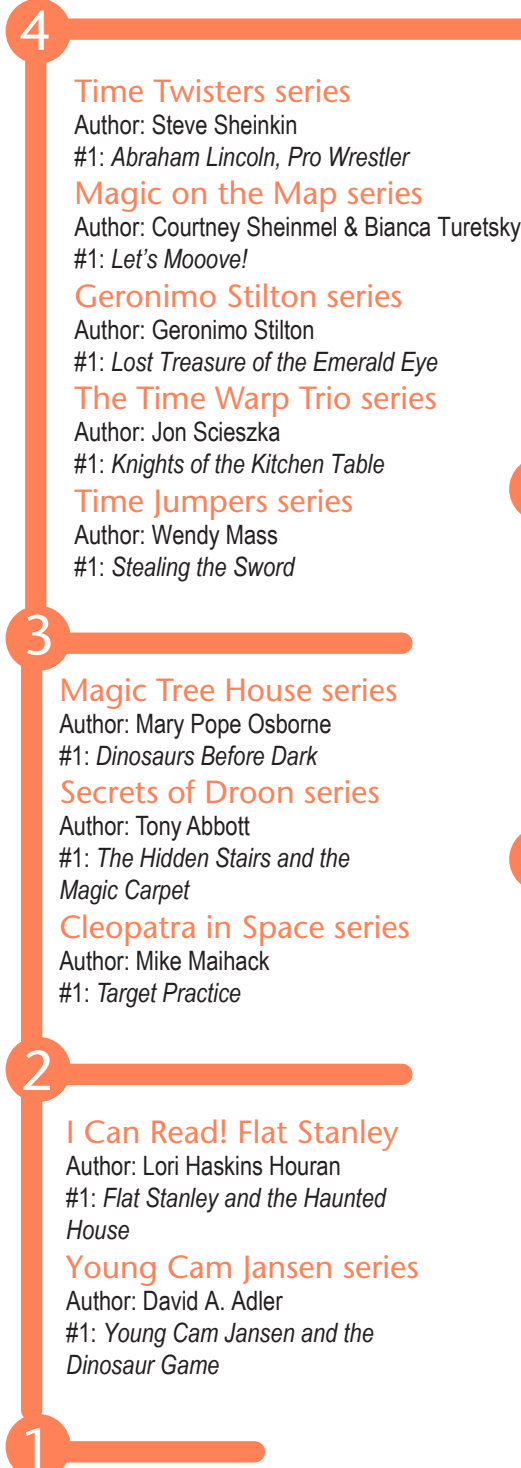 4
Time Twisters series
Author: Steve Sheinkin
#1: Abraham Lincoln, Pro Wrestler
Magic on the Map series
Author: Courtney Sheinmel & Bianca Turetsky
#1: Let's Mooove!
Geronimo Stilton series
Author: Geronimo Stilton
#1: Lost Treasure of the Emerald Eye
The Time Warp Trio series
Author: Jon Scieszka
#1: Knights of the Kitchen Table
Time Jumpers series
Author: Wendy Mass
#1: Stealing the Sword
3
Magic Tree House series
Author: Mary Pope Osborne
#1: Dinosaurs Before Dark
Secrets of Droon series
Author: Tony Abbott
#1: The Hidden Stairs and the
Magic Carpet
Cleopatra in Space series
Author: Mike Maihack
#1: Target Practice
2
I Can Read! Flat Stanley
Author: Lori Haskins Houran
#1: Flat Stanley and the Haunted
House
Young Cam Jansen series
Author: David A. Adler
#1: Young Cam Jansen and the
Dinosaur Game
1